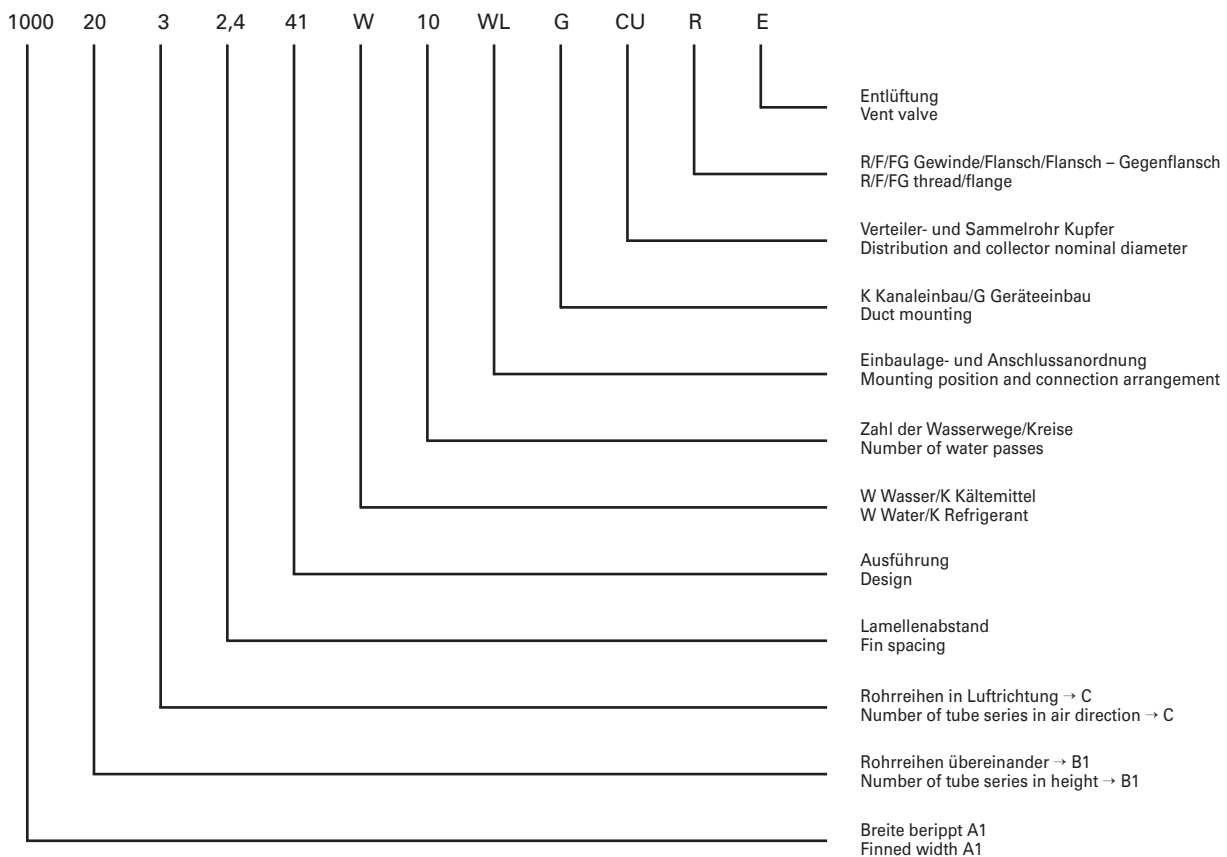 1000 20 3 2,4 41 W 10 WL G CU R E
Entlüftung
Vent valve
R/F/FG Gewinde/Flansch/Flansch – Gegenflansch
R/F/FG thread/flange
Verteiler- und Sammelrohr Kupfer
Distribution and collector nominal diameter
K Kanaleinbau/G Geräteeinbau
Duct mounting
Einbaulage- und Anschlussanordnung
Mounting position and connection arrangement
Zahl der Wasserwege/Kreise
Number of water passes
W Wasser/K Kältemittel
W Water/K Refrigerant
Ausführung
Design
Lamellenabstand
Fin spacing
Rohrreihen in Luftrichtung → C
Number of tube series in air direction → C
Rohrreihen übereinander → B1
Number of tube series in height → B1
Breite berippt A1
Finned width A1